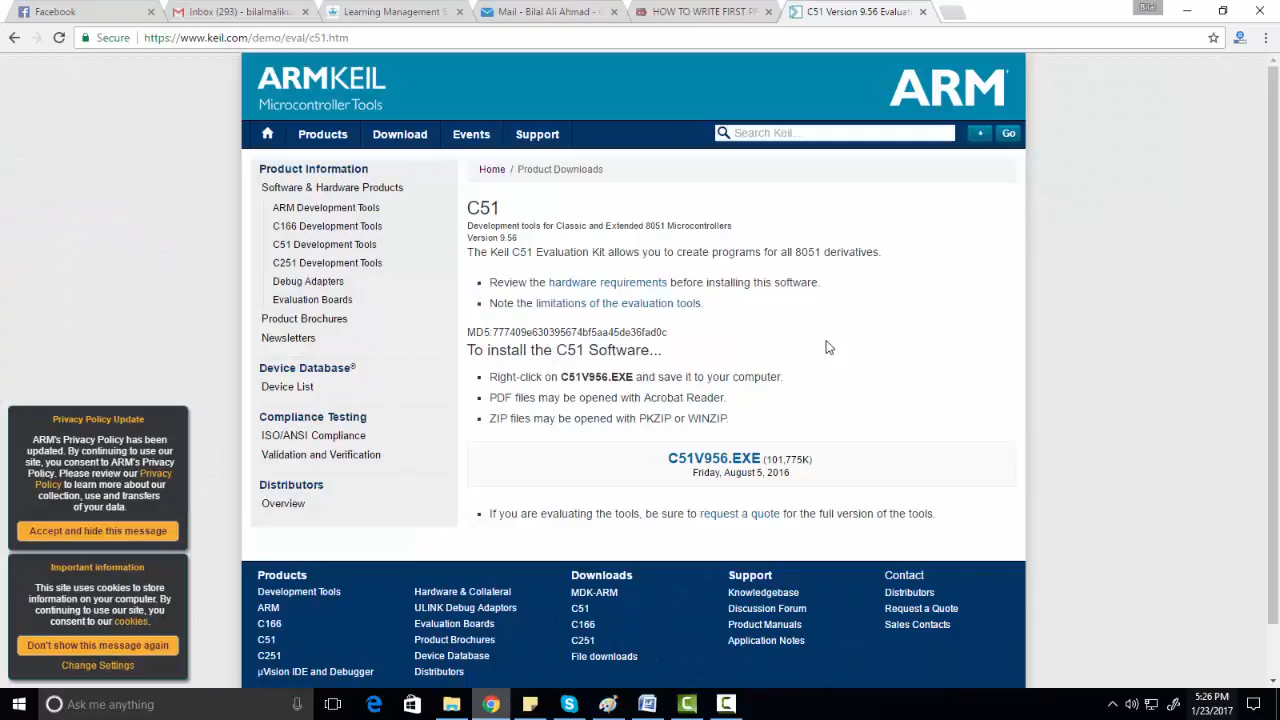 Facebook
Inbox (293) - bilalmaliku
Learning Management S
Mail - Bilal Ali Ahmad - C
HOW TO WRITE FIRST PR
C51 Version 9.56 Evaluat
Secure
https://www.keil.com/demo/eval/c51.htm
ARMKEIL
Microcontroller Tools
ARM
Products
Download
Events
Support
Search Keil...
+
Go
Product Information
Software & Hardware Products
ARM Development Tools
C166 Development Tools
C51 Development Tools
C251 Development Tools
Debug Adapters
Evaluation Boards
Product Brochures
Newsletters
Device Database®
Device List
Compliance Testing
ISO/ANSI Compliance
Validation and Verification
Distributors
Overview
Home / Product Downloads
C51
Development tools for Classic and Extended 8051 Microcontrollers
Version 9.56
The Keil C51 Evaluation Kit allows you to create programs for all 8051 derivatives.
Review the hardware requirements before installing this software.
Note the limitations of the evaluation tools.
MD5:777409e630395674bf5aa45de36fad0c
To install the C51 Software...
Right-click on C51V956.EXE and save it to your computer.
PDF files may be opened with Acrobat Reader.
ZIP files may be opened with PKZIP or WINZIP.
C51V956.EXE (101,775K)
Friday, August 5, 2016
If you are evaluating the tools, be sure to request a quote for the full version of the tools.
Privacy Policy Update
ARM's Privacy Policy has been
updated. By continuing to use our
site, you consent to ARM's Privacy
Policy. Please review our Privacy
Policy to learn more about our
collection, use and transfers
of your data.
Accept and hide this message
Important information
This site uses cookies to store
information on your computer. By
continuing to use our site, you
consent to our cookies.
Don't show this message again
Change Settings
Products
Development Tools
ARM
C166
C51
C251
µVision IDE and Debugger
Hardware & Collateral
ULINK Debug Adaptors
Evaluation Boards
Product Brochures
Device Database
Distributors
Downloads
MDK-ARM
C51
C166
C251
File downloads
Support
Knowledgebase
Discussion Forum
Product Manuals
Application Notes
Contact
Distributors
Request a Quote
Sales Contacts
Ask me anything
5:26 PM
1/23/2017